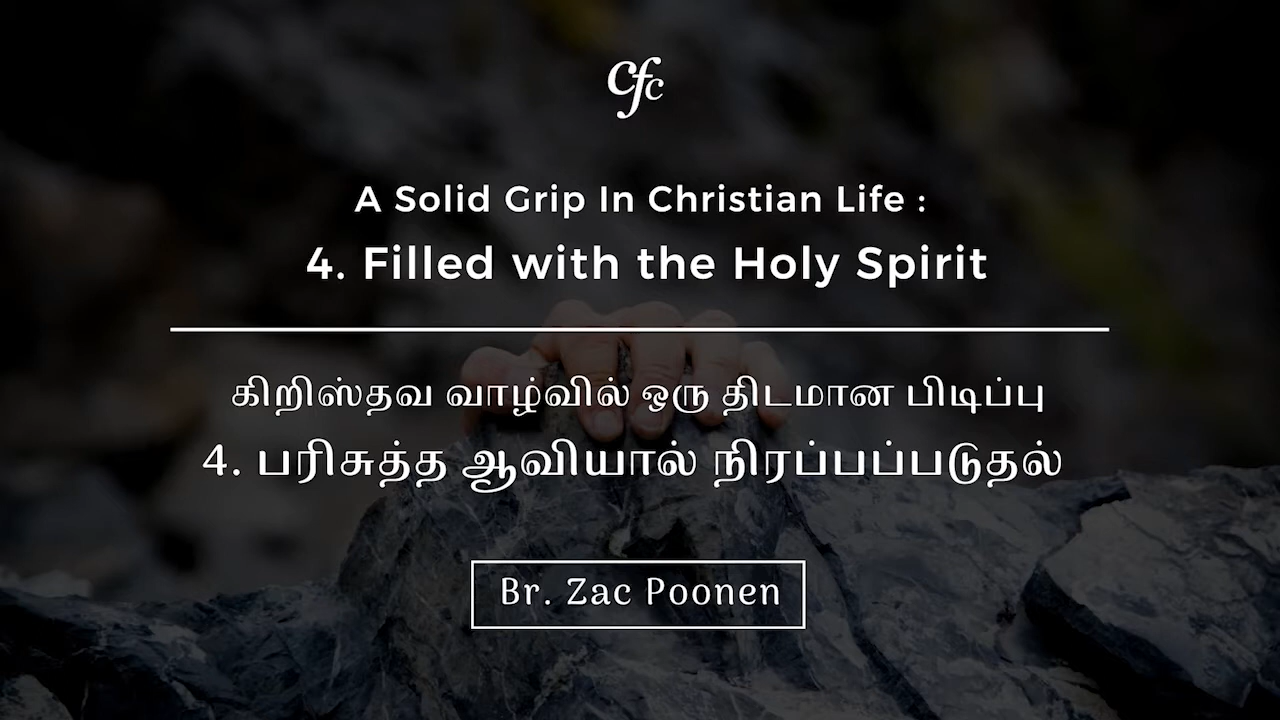 cfc
A Solid Grip In Christian Life :
4. Filled with the Holy Spirit
கிறிஸ்தவ வாழ்வில் ஒரு திடமான பிடிப்பு
4. பரிசுத்த ஆவியால் நிரப்பப்படுதல்
Br. Zac Poonen